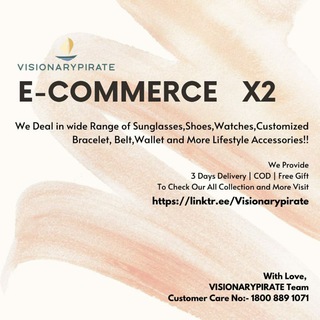 VISIONARYPIRATE
E-COMMERCE X2
We Deal in wide Range of Sunglasses,Shoes,Watches,Customized
Bracelet, Belt,Wallet and More Lifestyle Accessories!!
We Provide
3 Days Delivery | COD | Free Gift
To Check Our All Collection and More Visit
https://linktr.ee/Visionarypirate
With Love,
VISIONARYPIRATE Team
Customer Care No:- 1800 889 1071